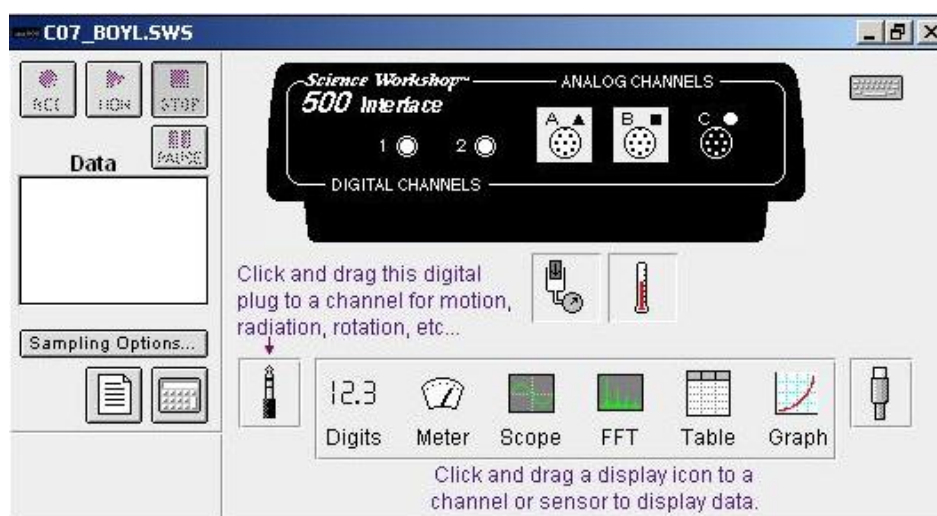 C07_BOYL.SWS
REC
MON
STOP
PAUSE
Data
Sampling Options...
Science Workshop™
500 Interface
ANALOG CHANNELS
A
B
C
1
2
DIGITAL CHANNELS
Click and drag this digital
plug to a channel for motion,
radiation, rotation, etc...
12.3
Digits
Meter
Scope
FFT
Table
Graph
Click and drag a display icon to a
channel or sensor to display data.